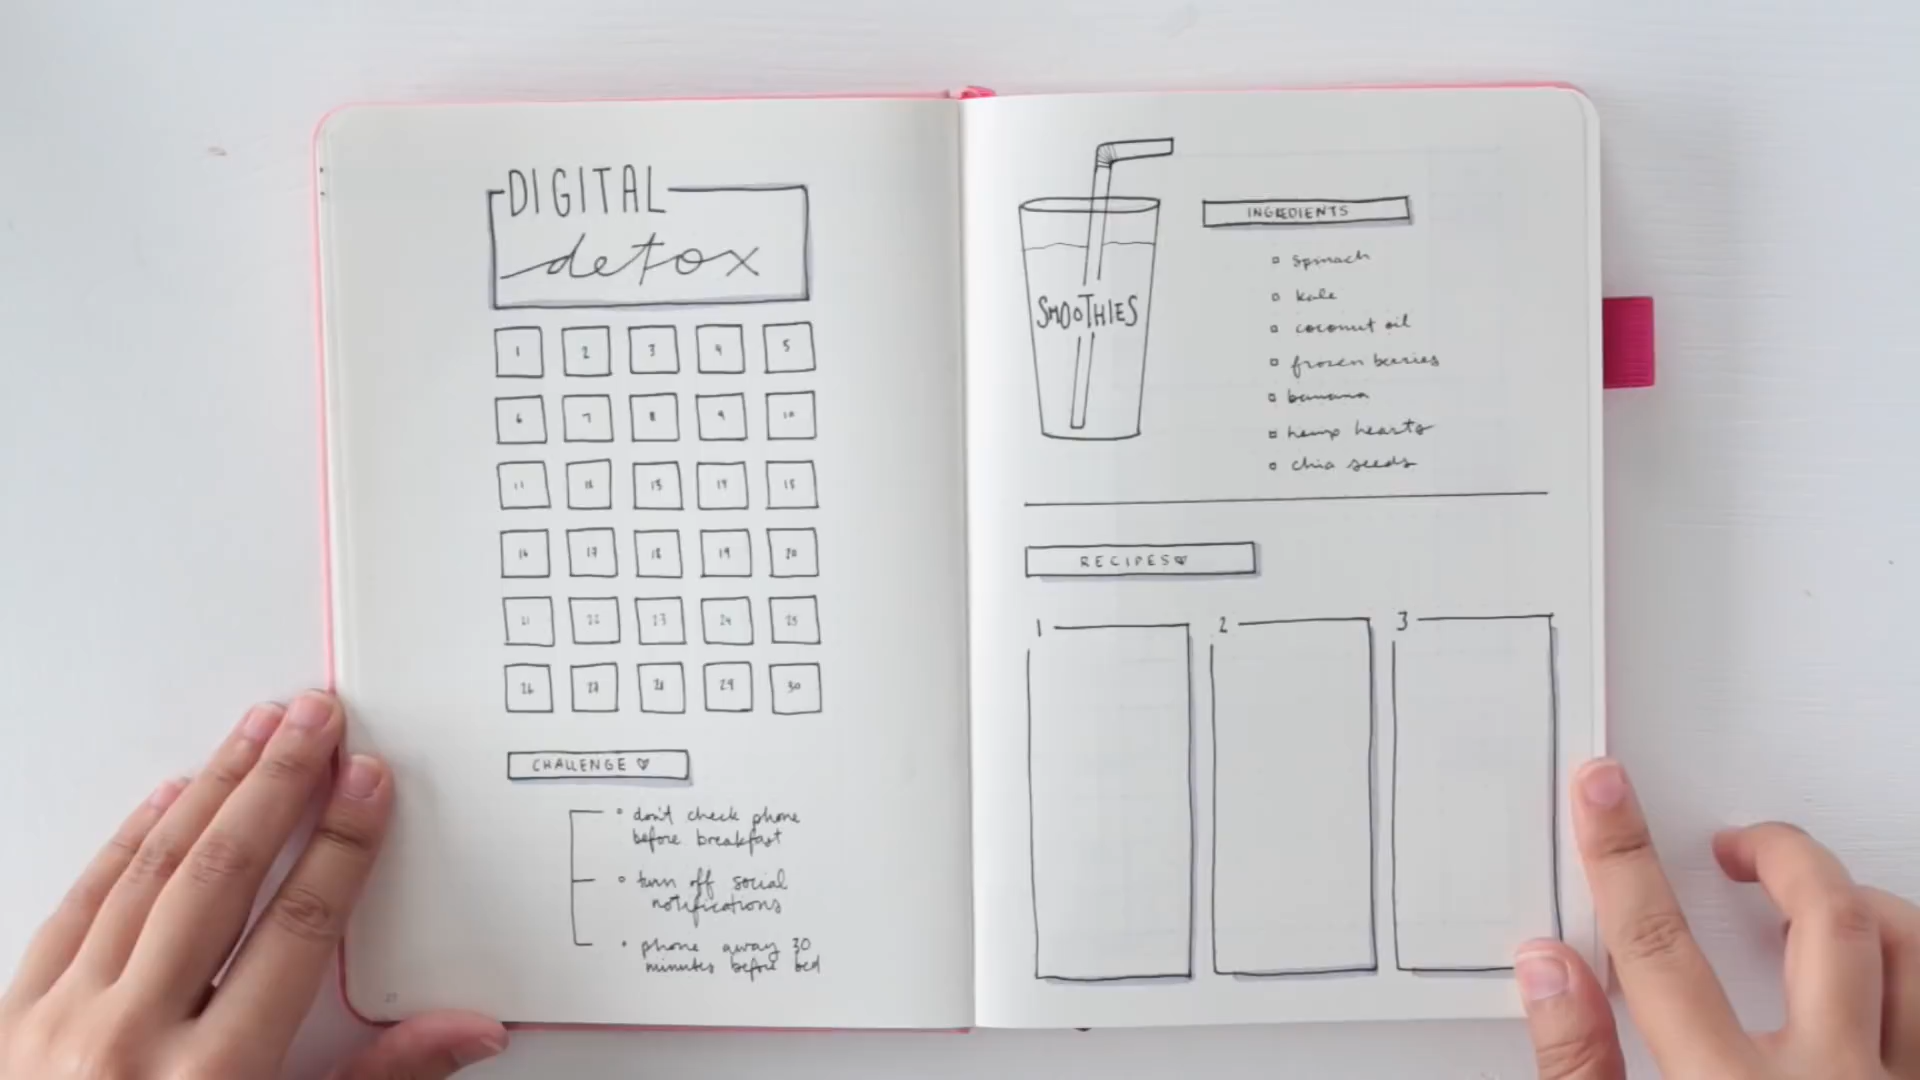 DIGITAL
detox
1 2 3 4 5
6 7 8 9 10
11 12 13 14 15
16 17 18 19 20
21 22 23 24 25
26 27 28 29 30
CHALLENGE
don't check phone
before breakfast
turn off social
notifications
phone away 30
minutes before bed
27
SMOOTHIES
INGREDIENTS
spinach
kale
coconut oil
frozen berries
banana
hemp hearts
chia seeds
RECIPES
1 2 3